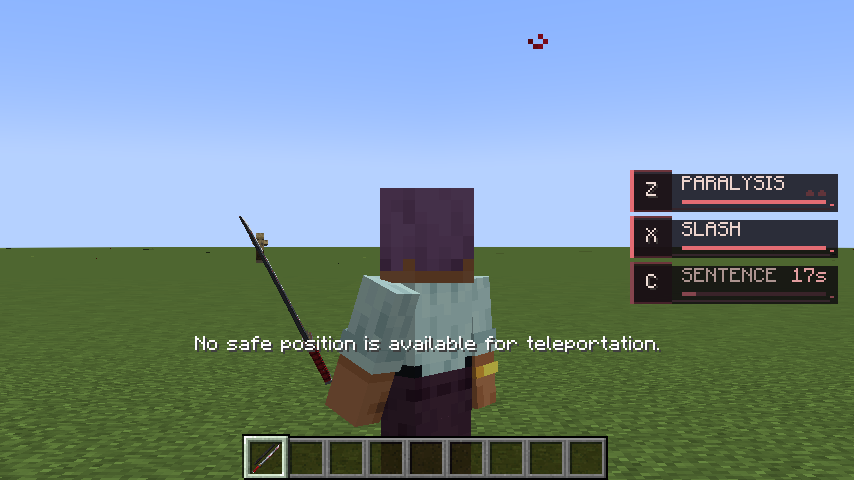 Z PARALYSIS
X SLASH
C SENTENCE 17s
No safe position is available for teleportation.